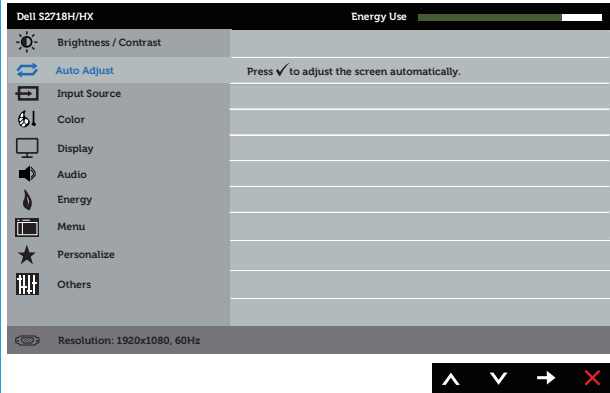 Dell S2718H/HX Energy Use
Brightness / Contrast
Auto Adjust Press ✓ to adjust the screen automatically.
Input Source
Color
Display
Audio
Energy
Menu
Personalize
Others
Resolution: 1920x1080, 60Hz